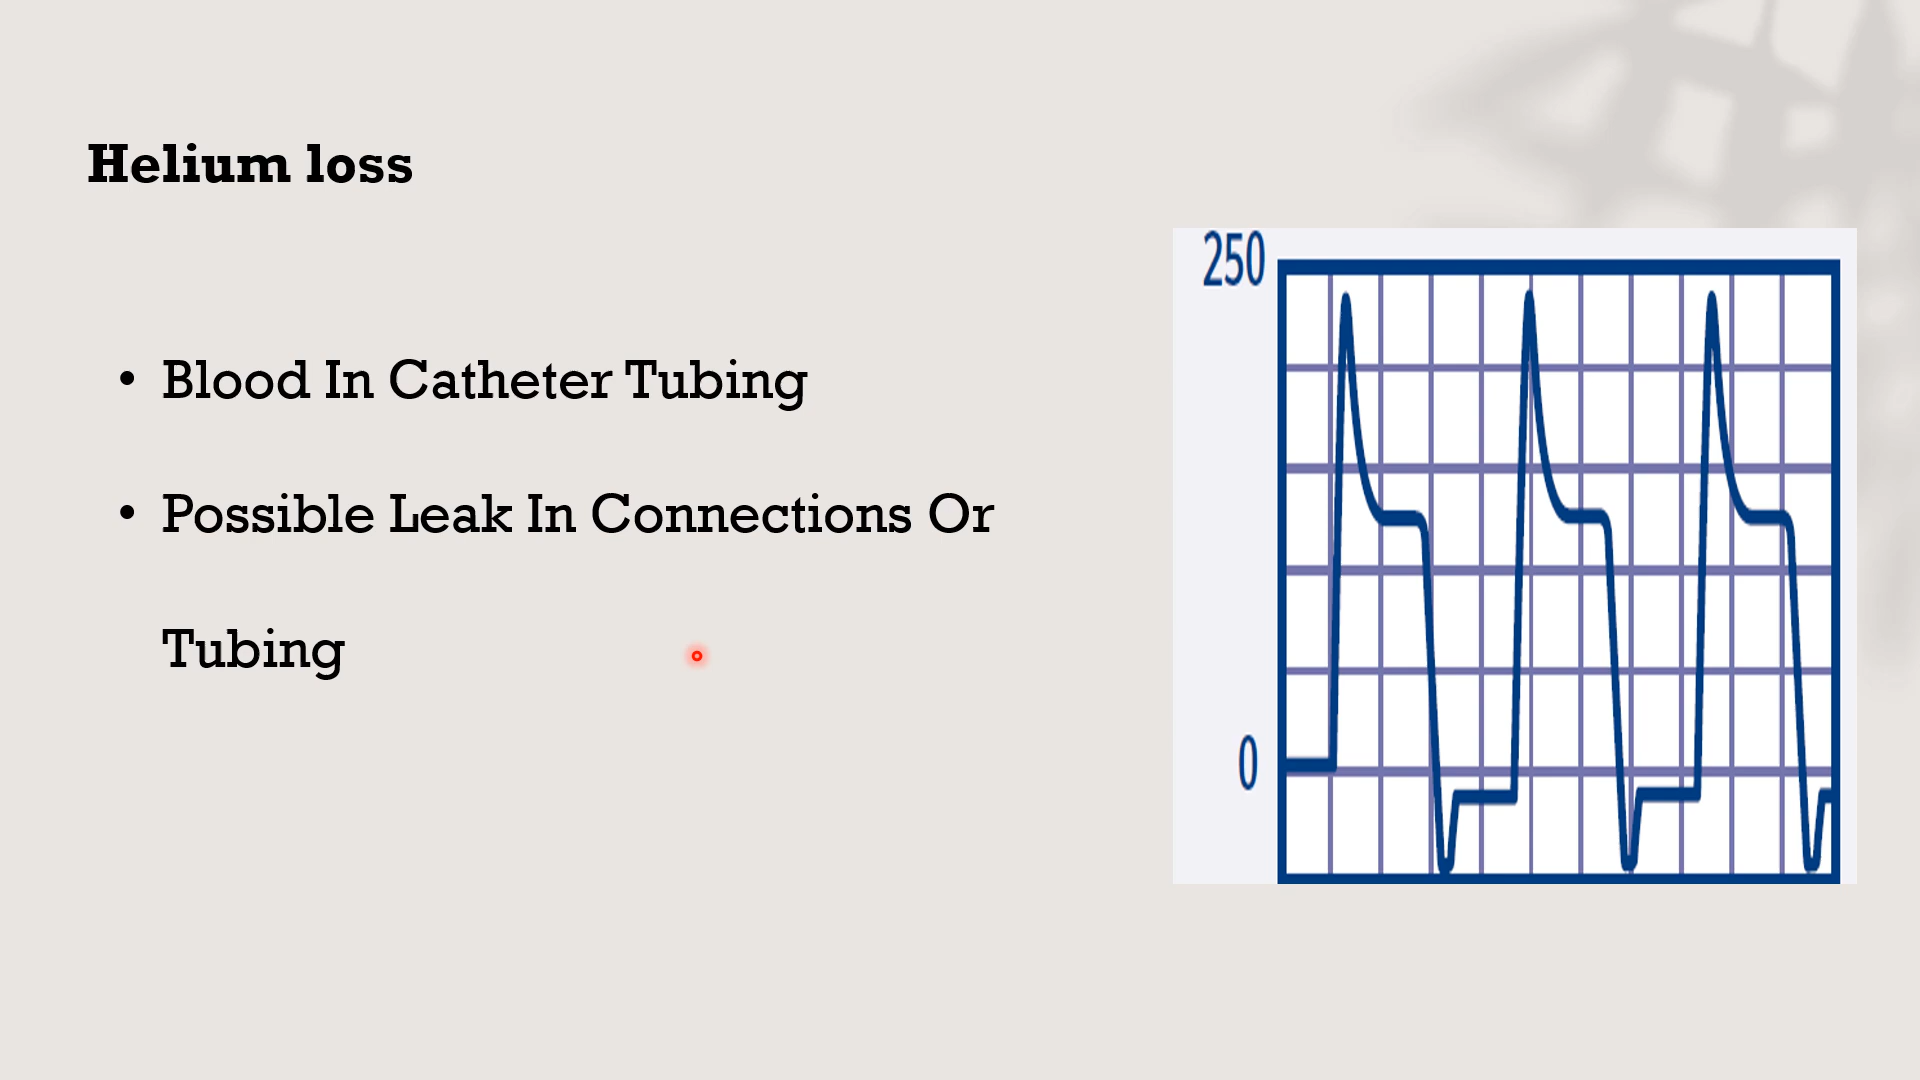 Helium loss
• Blood In Catheter Tubing
• Possible Leak In Connections Or
Tubing
250
0